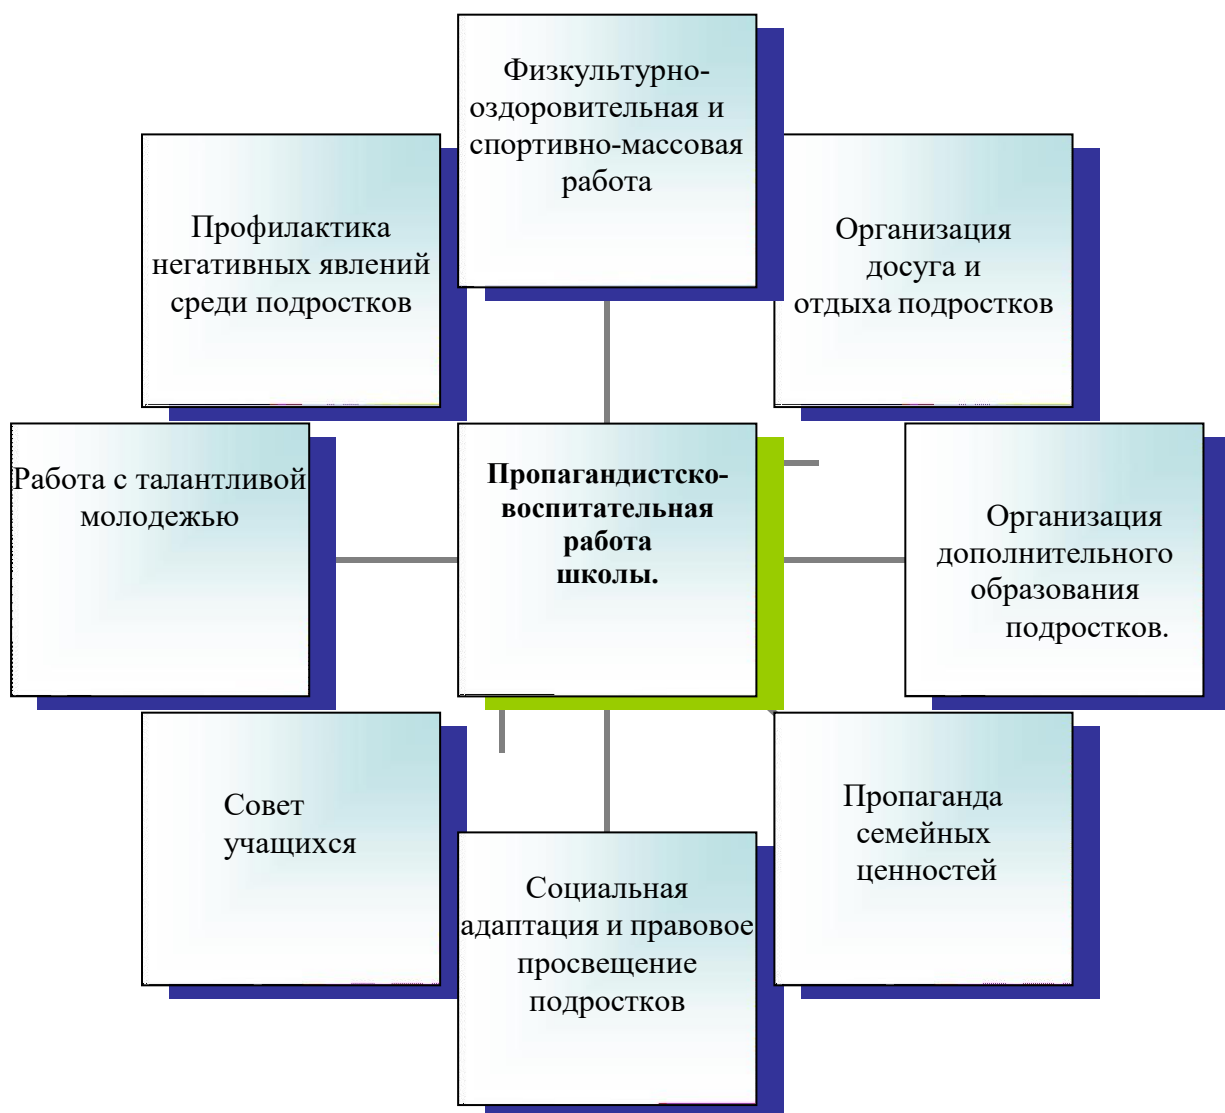 Физкультурно-
оздоровительная и
спортивно-массовая
работа
Профилактика
негативных явлений
среди подростков
Организация
досуга и
отдыха подростков
Работа с талантливой
молодежью
Пропагандистско-
воспитательная
работа
школы.
Организация
дополнительного
образования
подростков.
Совет
учащихся
Социальная
адаптация и правовое
просвещение
подростков
Пропаганда
семейных
ценностей